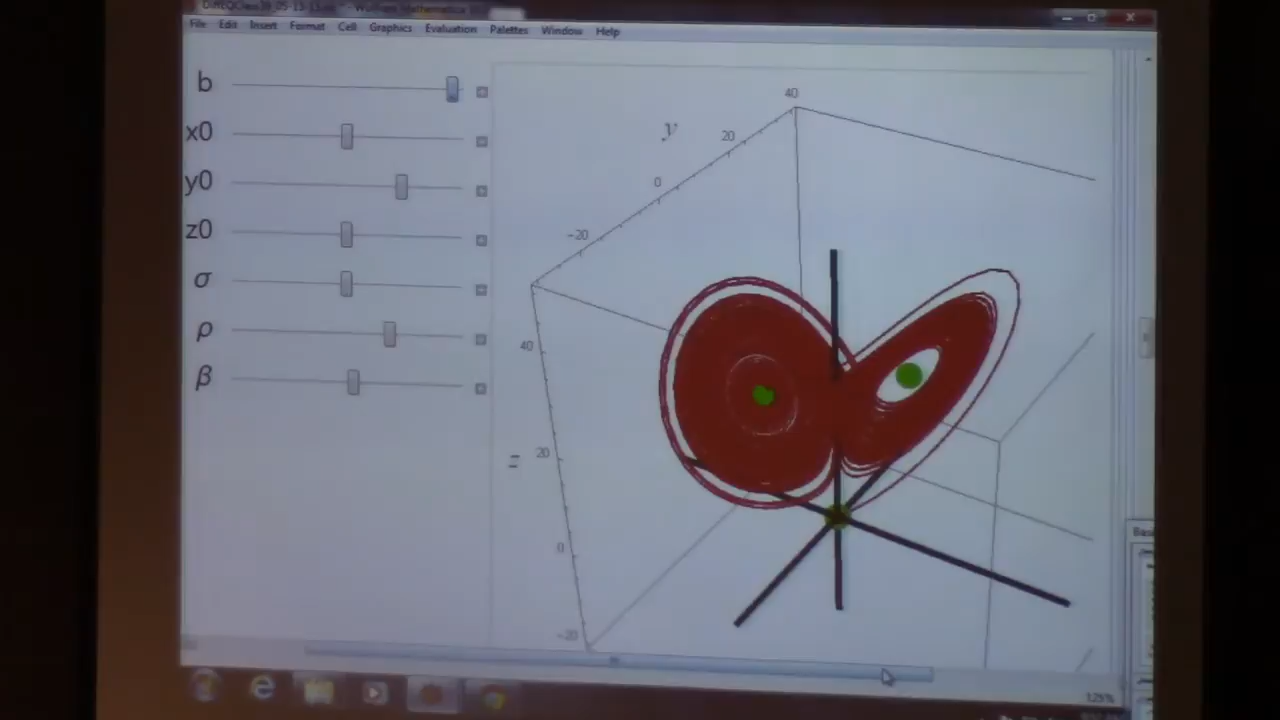 File Edit Insert Format Cell Graphics Evaluation Palettes Window Help
b
x0
y0
z0
σ
ρ
β
40
y
20
0
-20
40
z
20
0
-20
125%